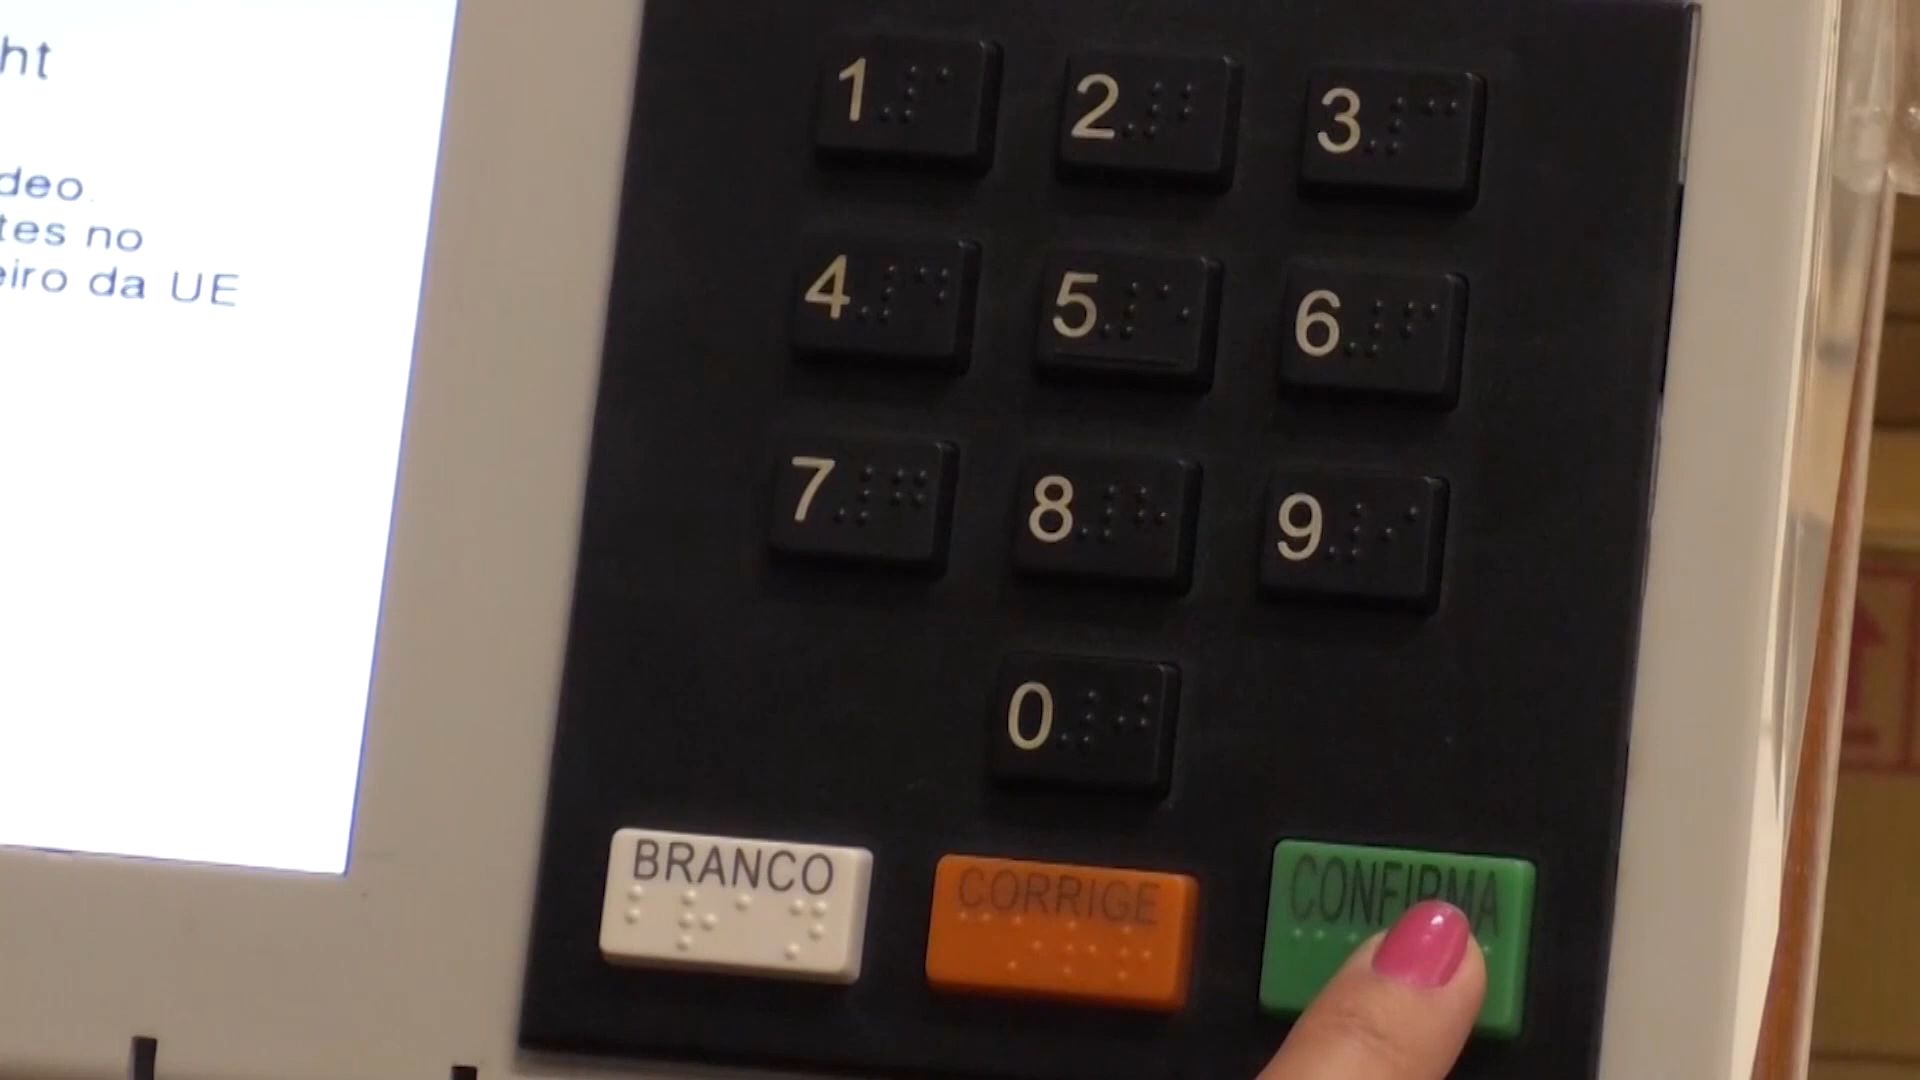 ht
deo.
tes no
eiro da UE
1 2 3
4 5 6
7 8 9
0
BRANCO CORRIGE CONFIRMA